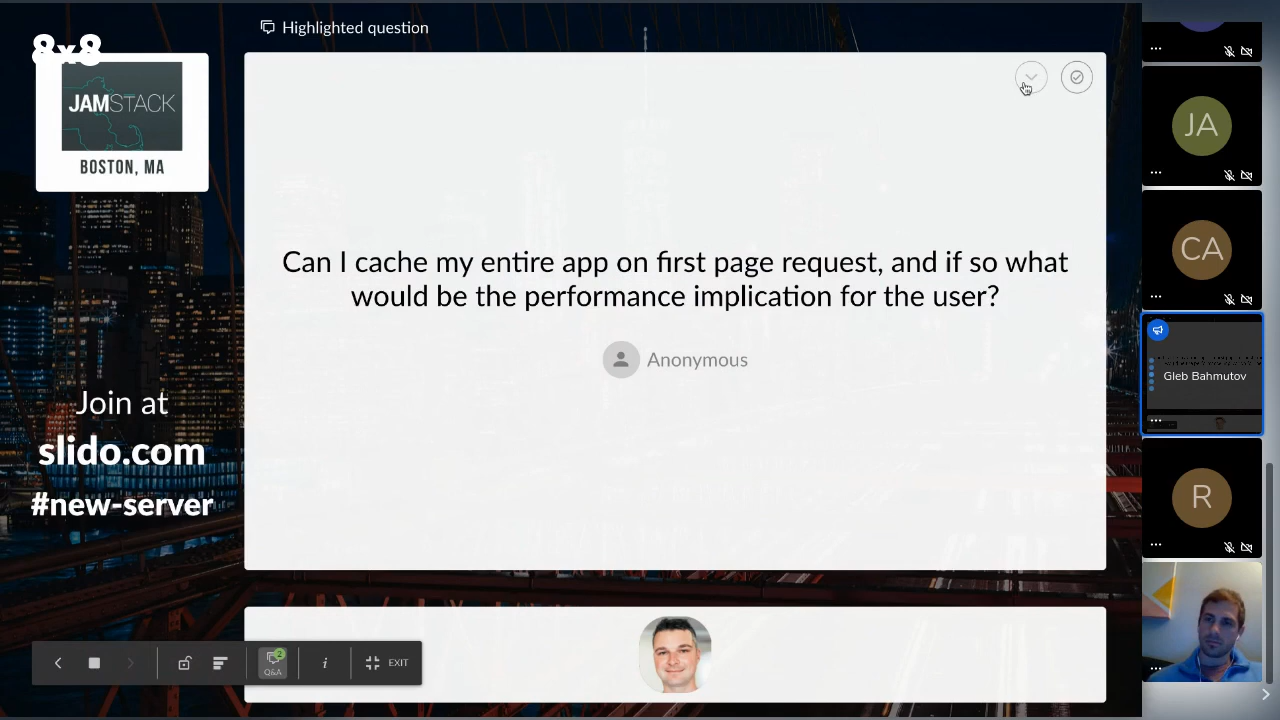 Highlighted question
8x8
JAMSTACK
BOSTON, MA
Can I cache my entire app on first page request, and if so what
would be the performance implication for the user?
Anonymous
Join at
slido.com
#new-server
2
Q&A
i
EXIT
JA
CA
Gleb Bahmutov
R